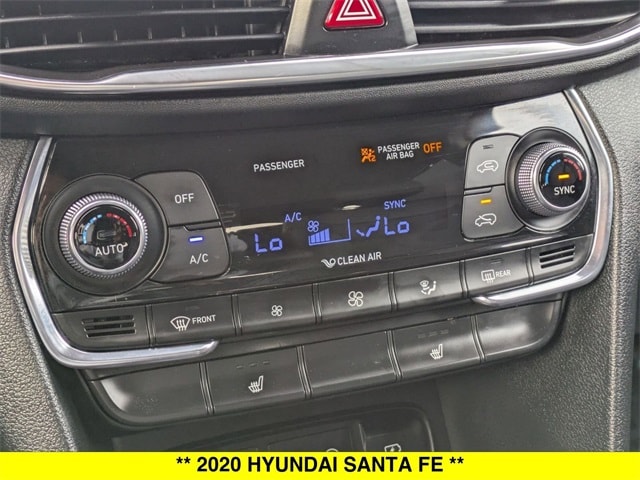 PASSENGER
PASSENGER
AIR BAG
OFF
2
OFF
A/C
SYNC
Lo
Lo
AUTO
SYNC
A/C
CLEAN AIR
FRONT
REAR
** 2020 HYUNDAI SANTA FE **